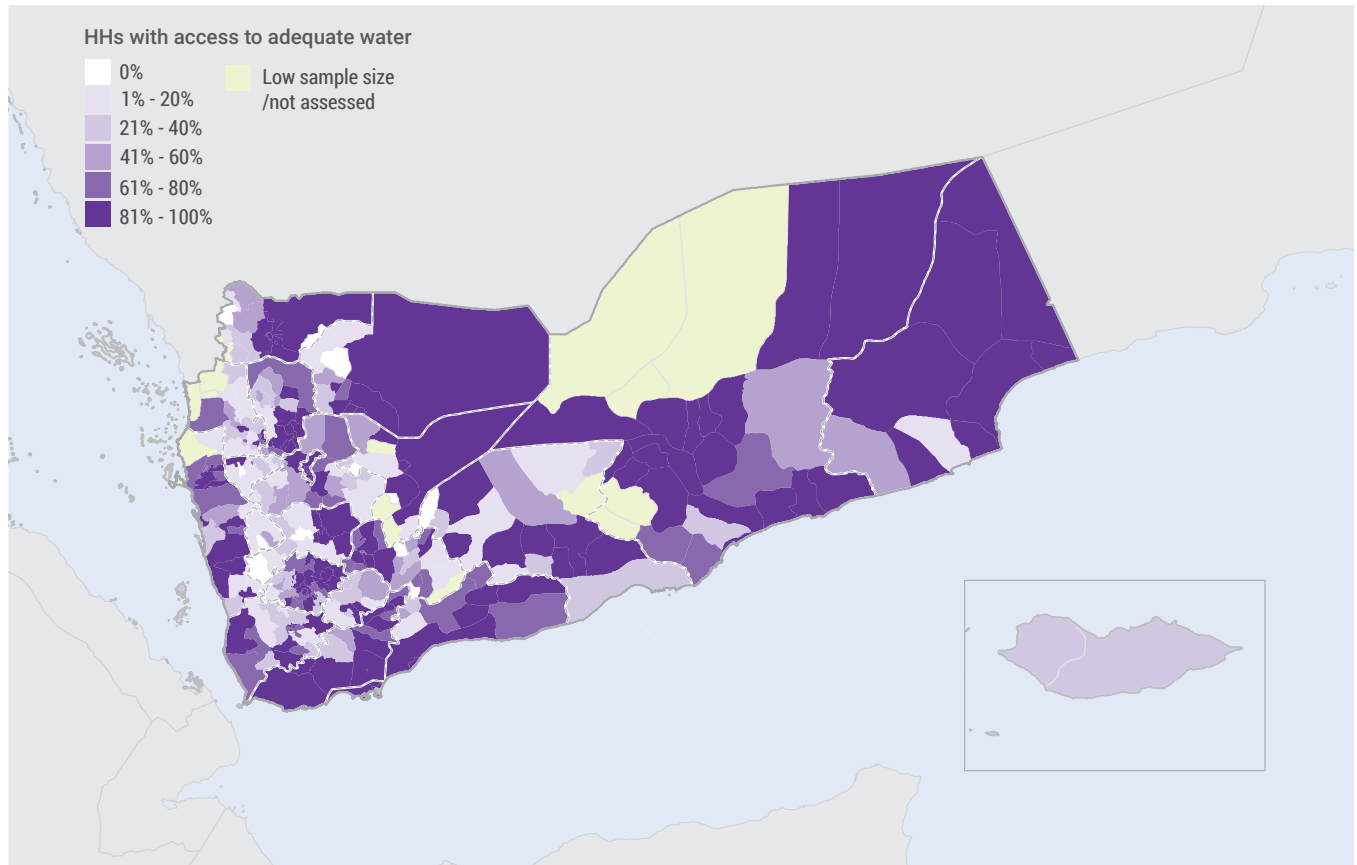 HHs with access to adequate water
0%
1% - 20%
21% - 40%
41% - 60%
61% - 80%
81% - 100%
Low sample size
/not assessed